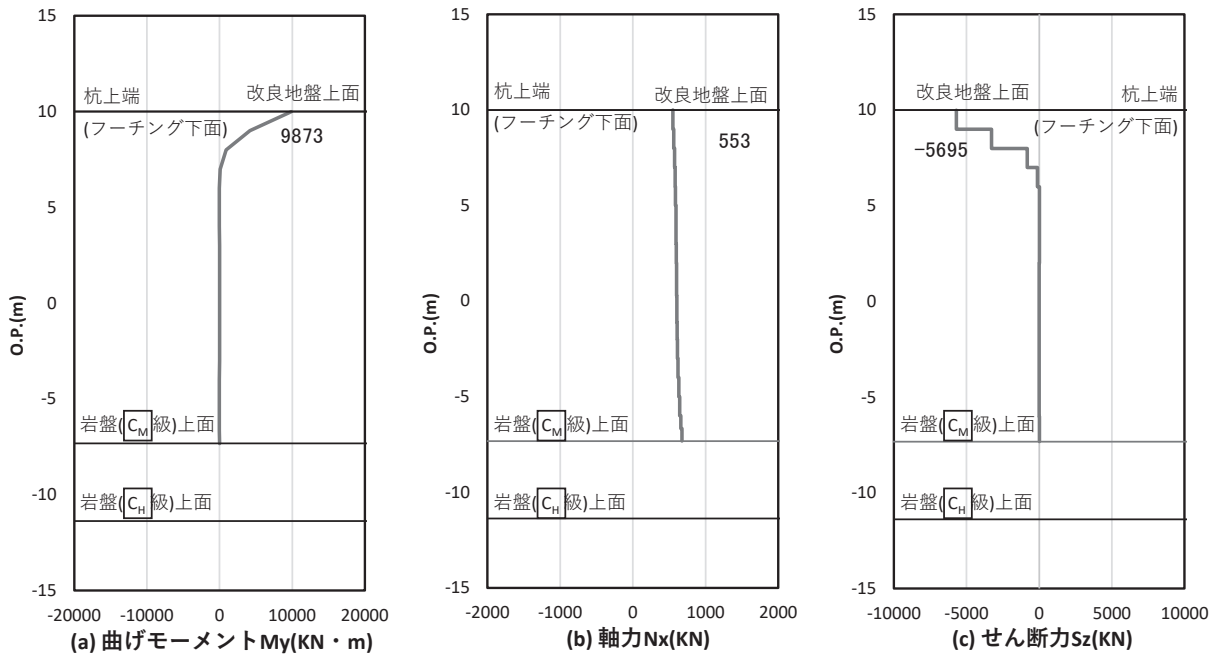 15
杭上端
改良地盤上面
10
(フーチング下面)
9873
5
0
O.P.(m)
-5
岩盤(CM級)上面
-10
岩盤(CH級)上面
-15
-20000 -10000 0 10000 20000
(a) 曲げモーメントMy(KN・m)
15
杭上端
改良地盤上面
10
(フーチング下面)
553
5
0
O.P.(m)
-5
岩盤(CM級)上面
-10
岩盤(CH級)上面
-15
-2000 -1000 0 1000 2000
(b) 軸力Nx(KN)
15
改良地盤上面
杭上端
10
(フーチング下面)
-5695
5
0
O.P.(m)
-5
岩盤(CM級)上面
-10
岩盤(CH級)上面
-15
-10000 -5000 0 5000 10000
(c) せん断力Sz(KN)